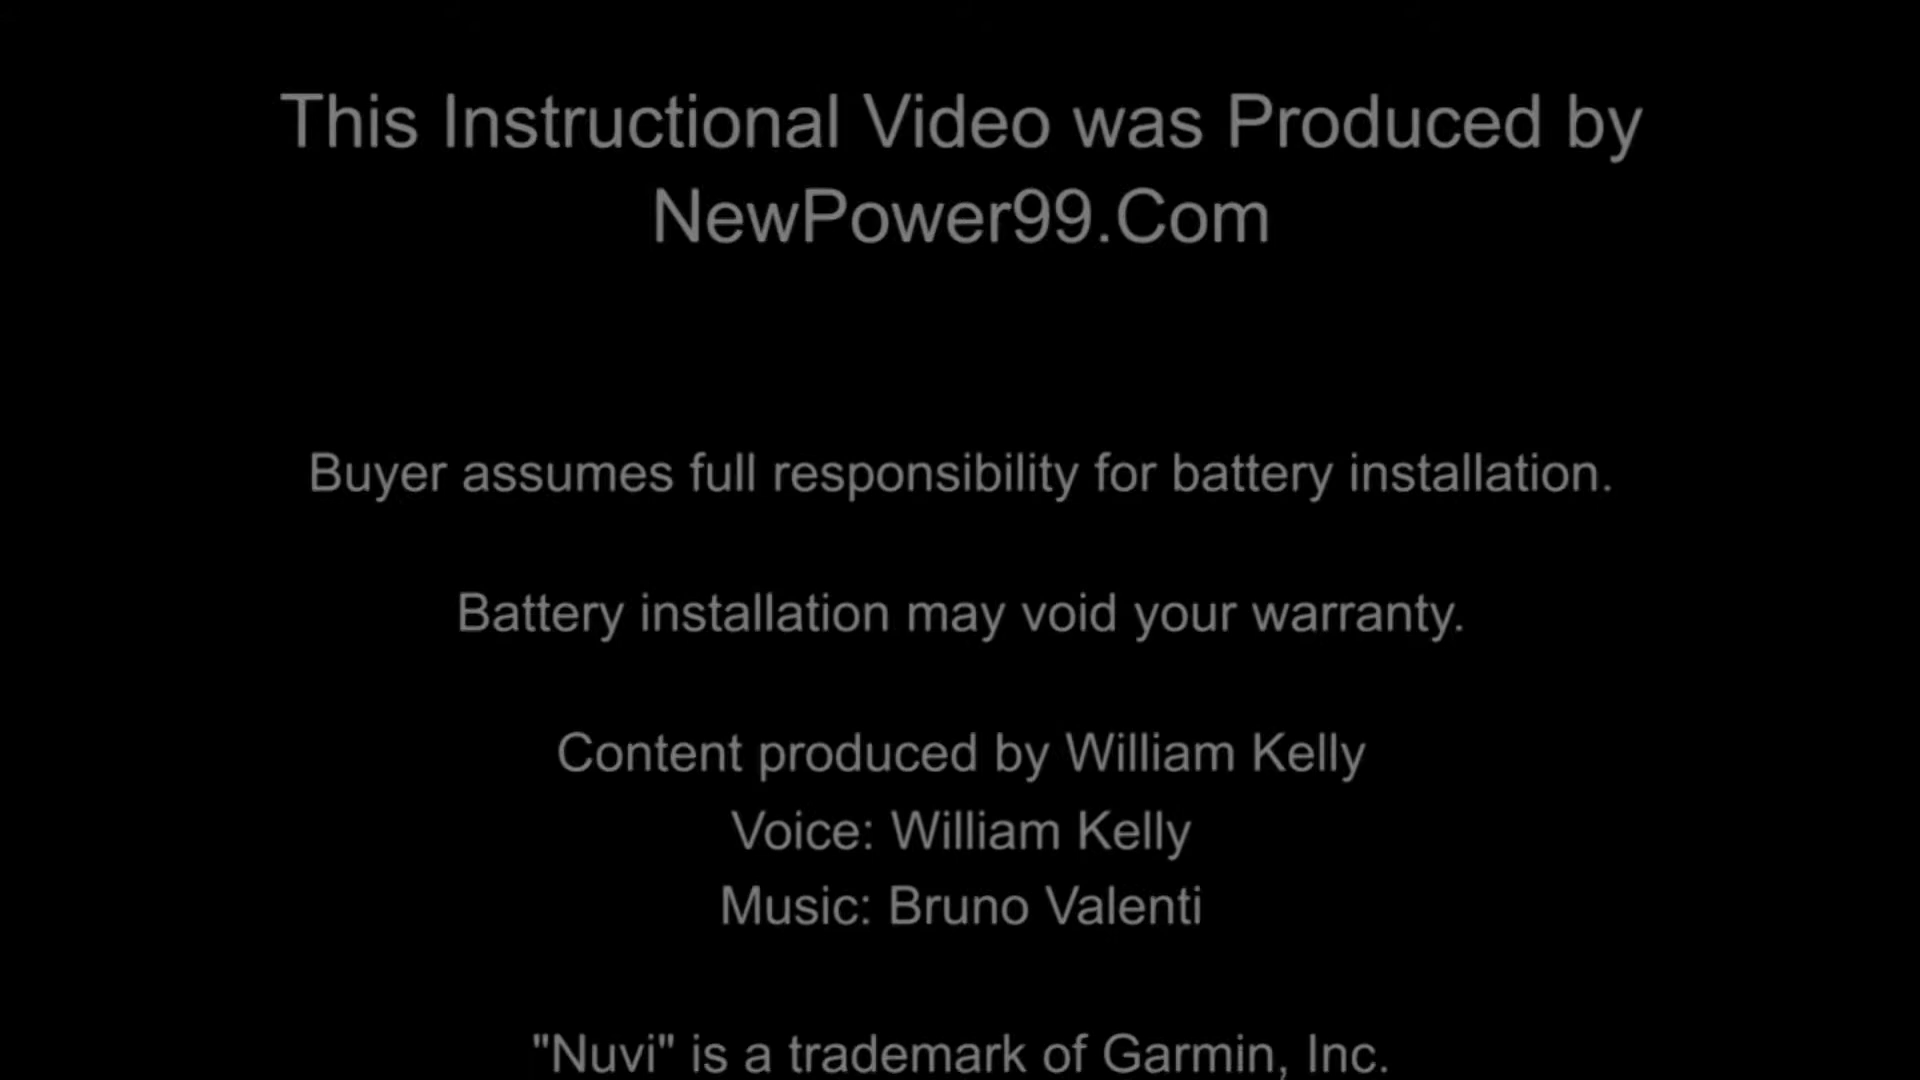 This Instructional Video was Produced by
NewPower99.Com
Buyer assumes full responsibility for battery installation.
Battery installation may void your warranty.
Content produced by William Kelly
Voice: William Kelly
Music: Bruno Valenti
"Nuvi" is a trademark of Garmin, Inc.